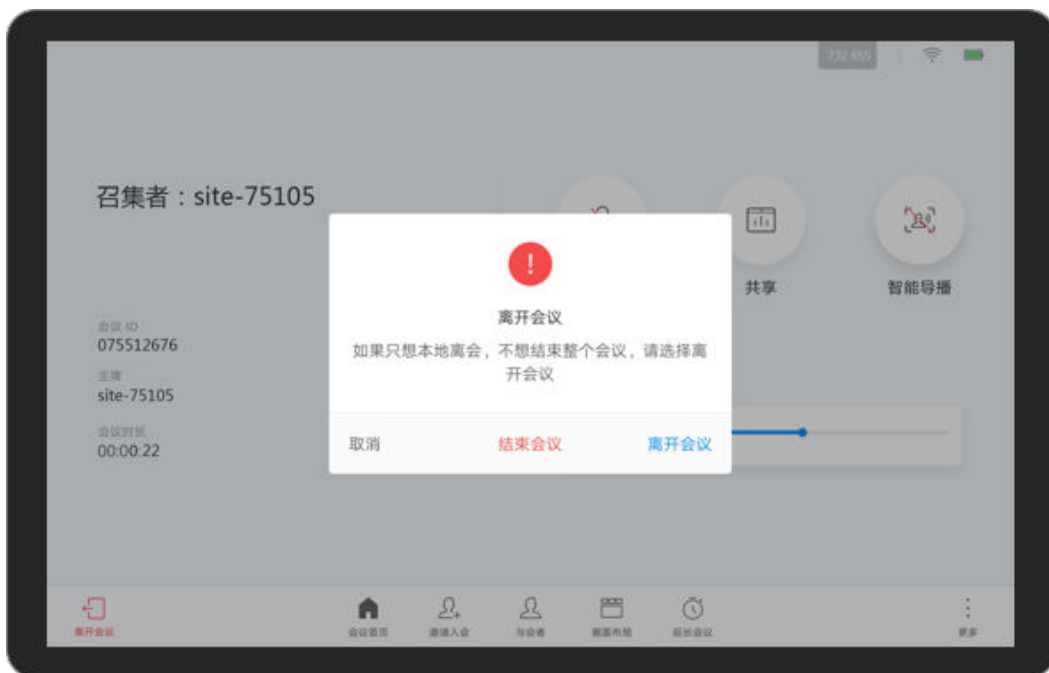 732 655
召集者：site-75105
共享
智能导播
会议 ID
075512676
主席
site-75105
会议时长
00:00:22
!
离开会议
如果只想本地离会，不想结束整个会议，请选择离
开会议
取消
结束会议
离开会议
离开会议
会议首页
邀请入会
与会者
画面布局
延长会议
更多